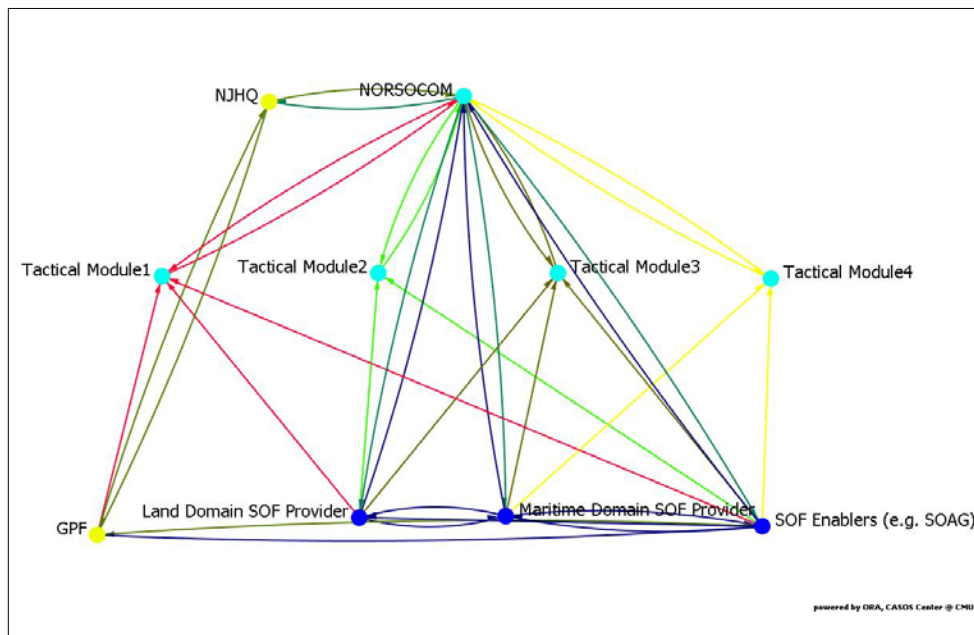 NJHQ
NORSOCOM
Tactical Module1
Tactical Module2
Tactical Module3
Tactical Module4
Land Domain SOF Provider
Maritime Domain SOF Provider
SOF Enablers (e.g. SOAG)
GPF
powered by ORA, CASOS Center @ CMU